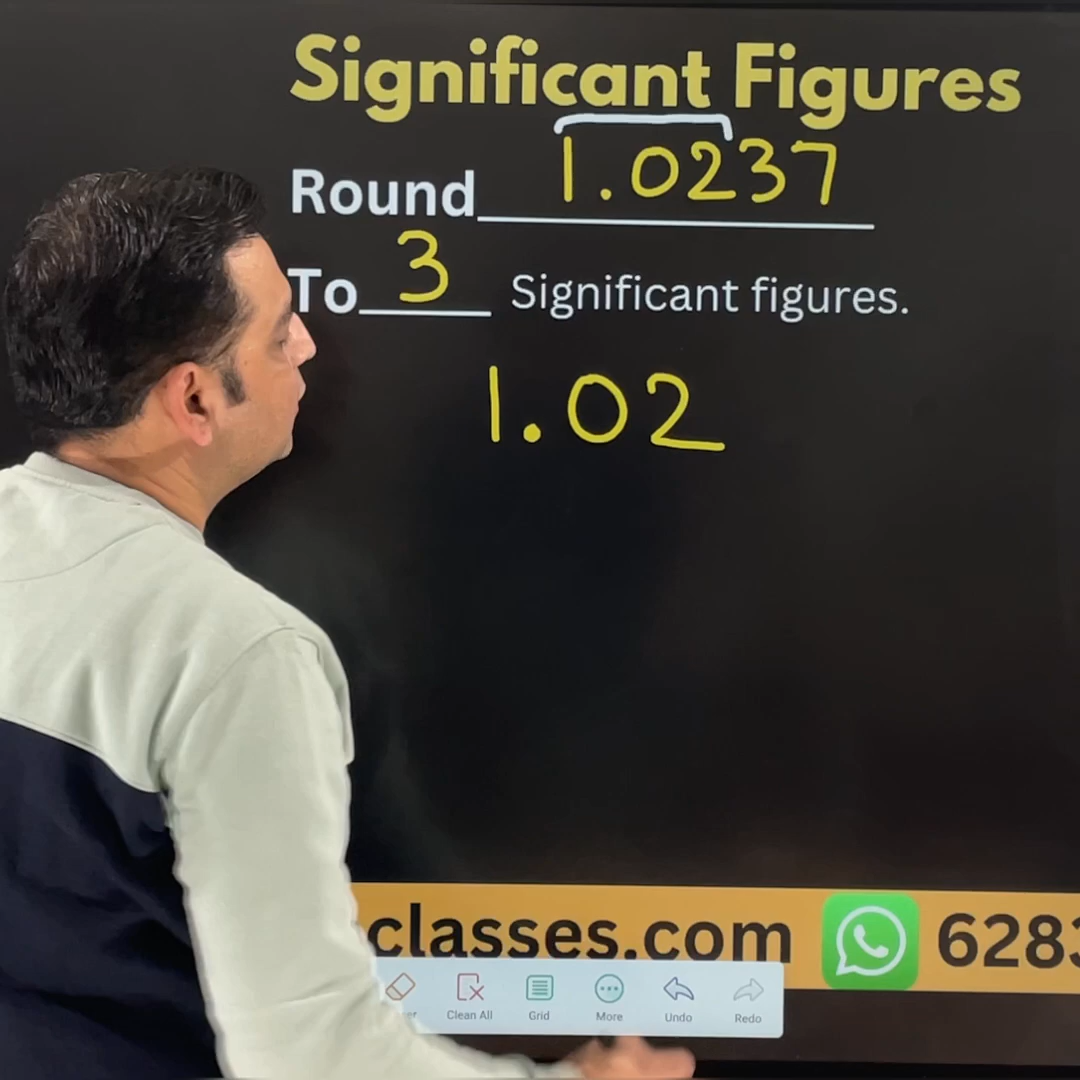 Significant Figures
Round 1.0237
To 3 Significant figures.
1.02
classes.com 6283
Clean All Grid More Undo Redo